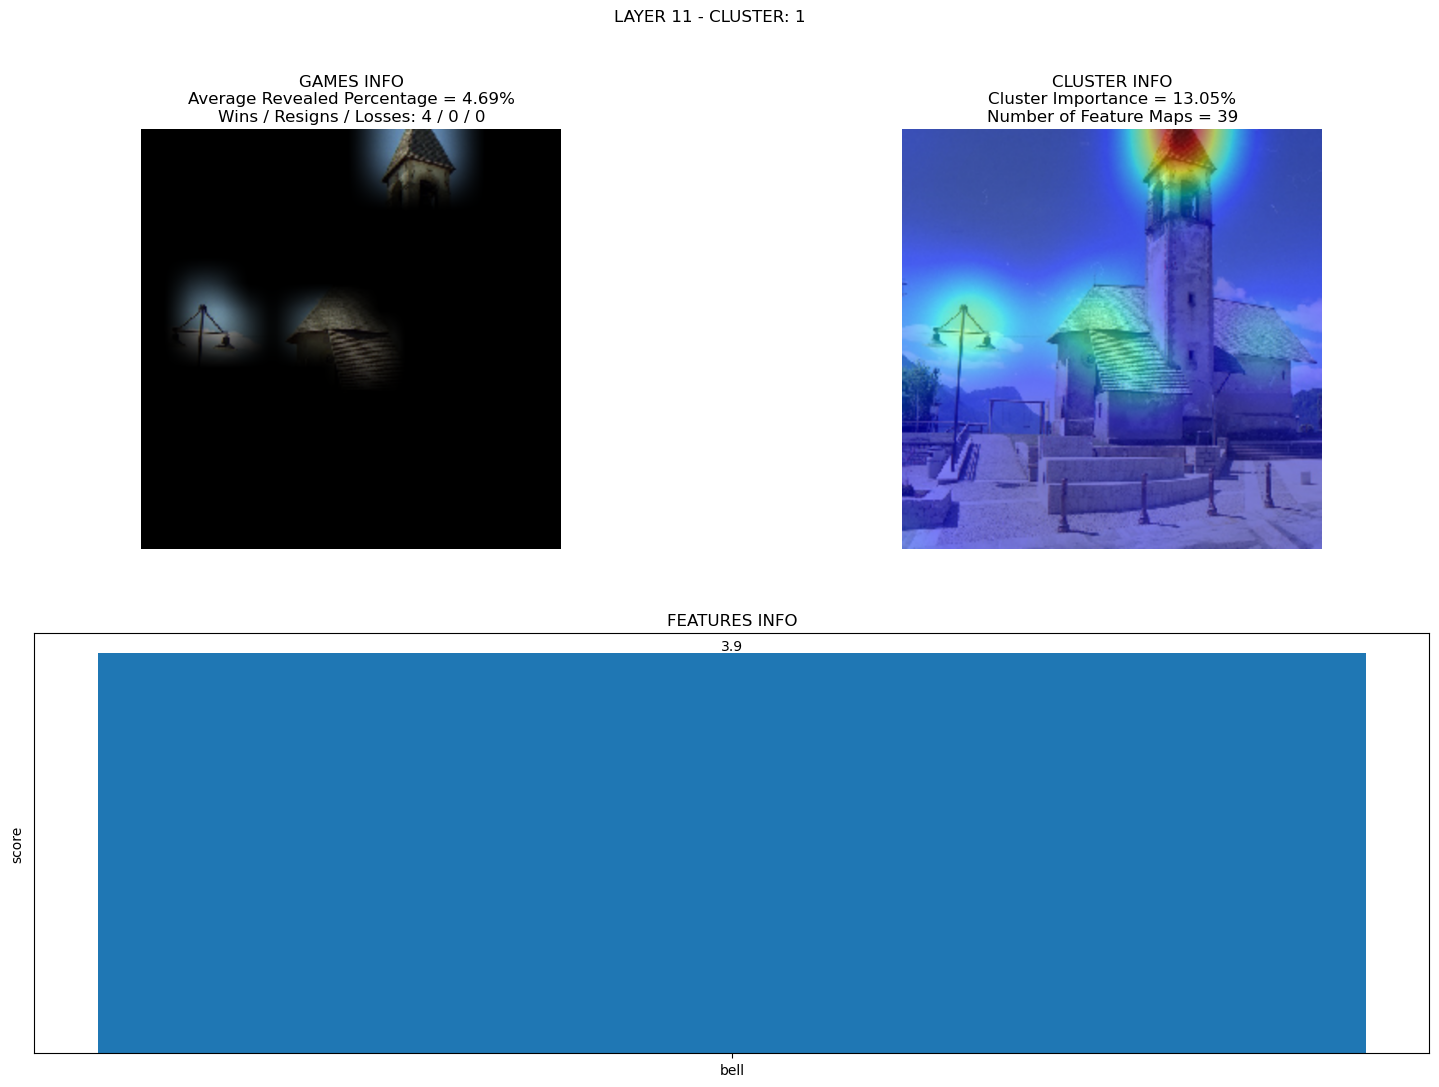 LAYER 11 - CLUSTER: 1
GAMES INFO
Average Revealed Percentage = 4.69%
Wins / Resigns / Losses: 4 / 0 / 0
CLUSTER INFO
Cluster Importance = 13.05%
Number of Feature Maps = 39
FEATURES INFO
3.9
score
bell